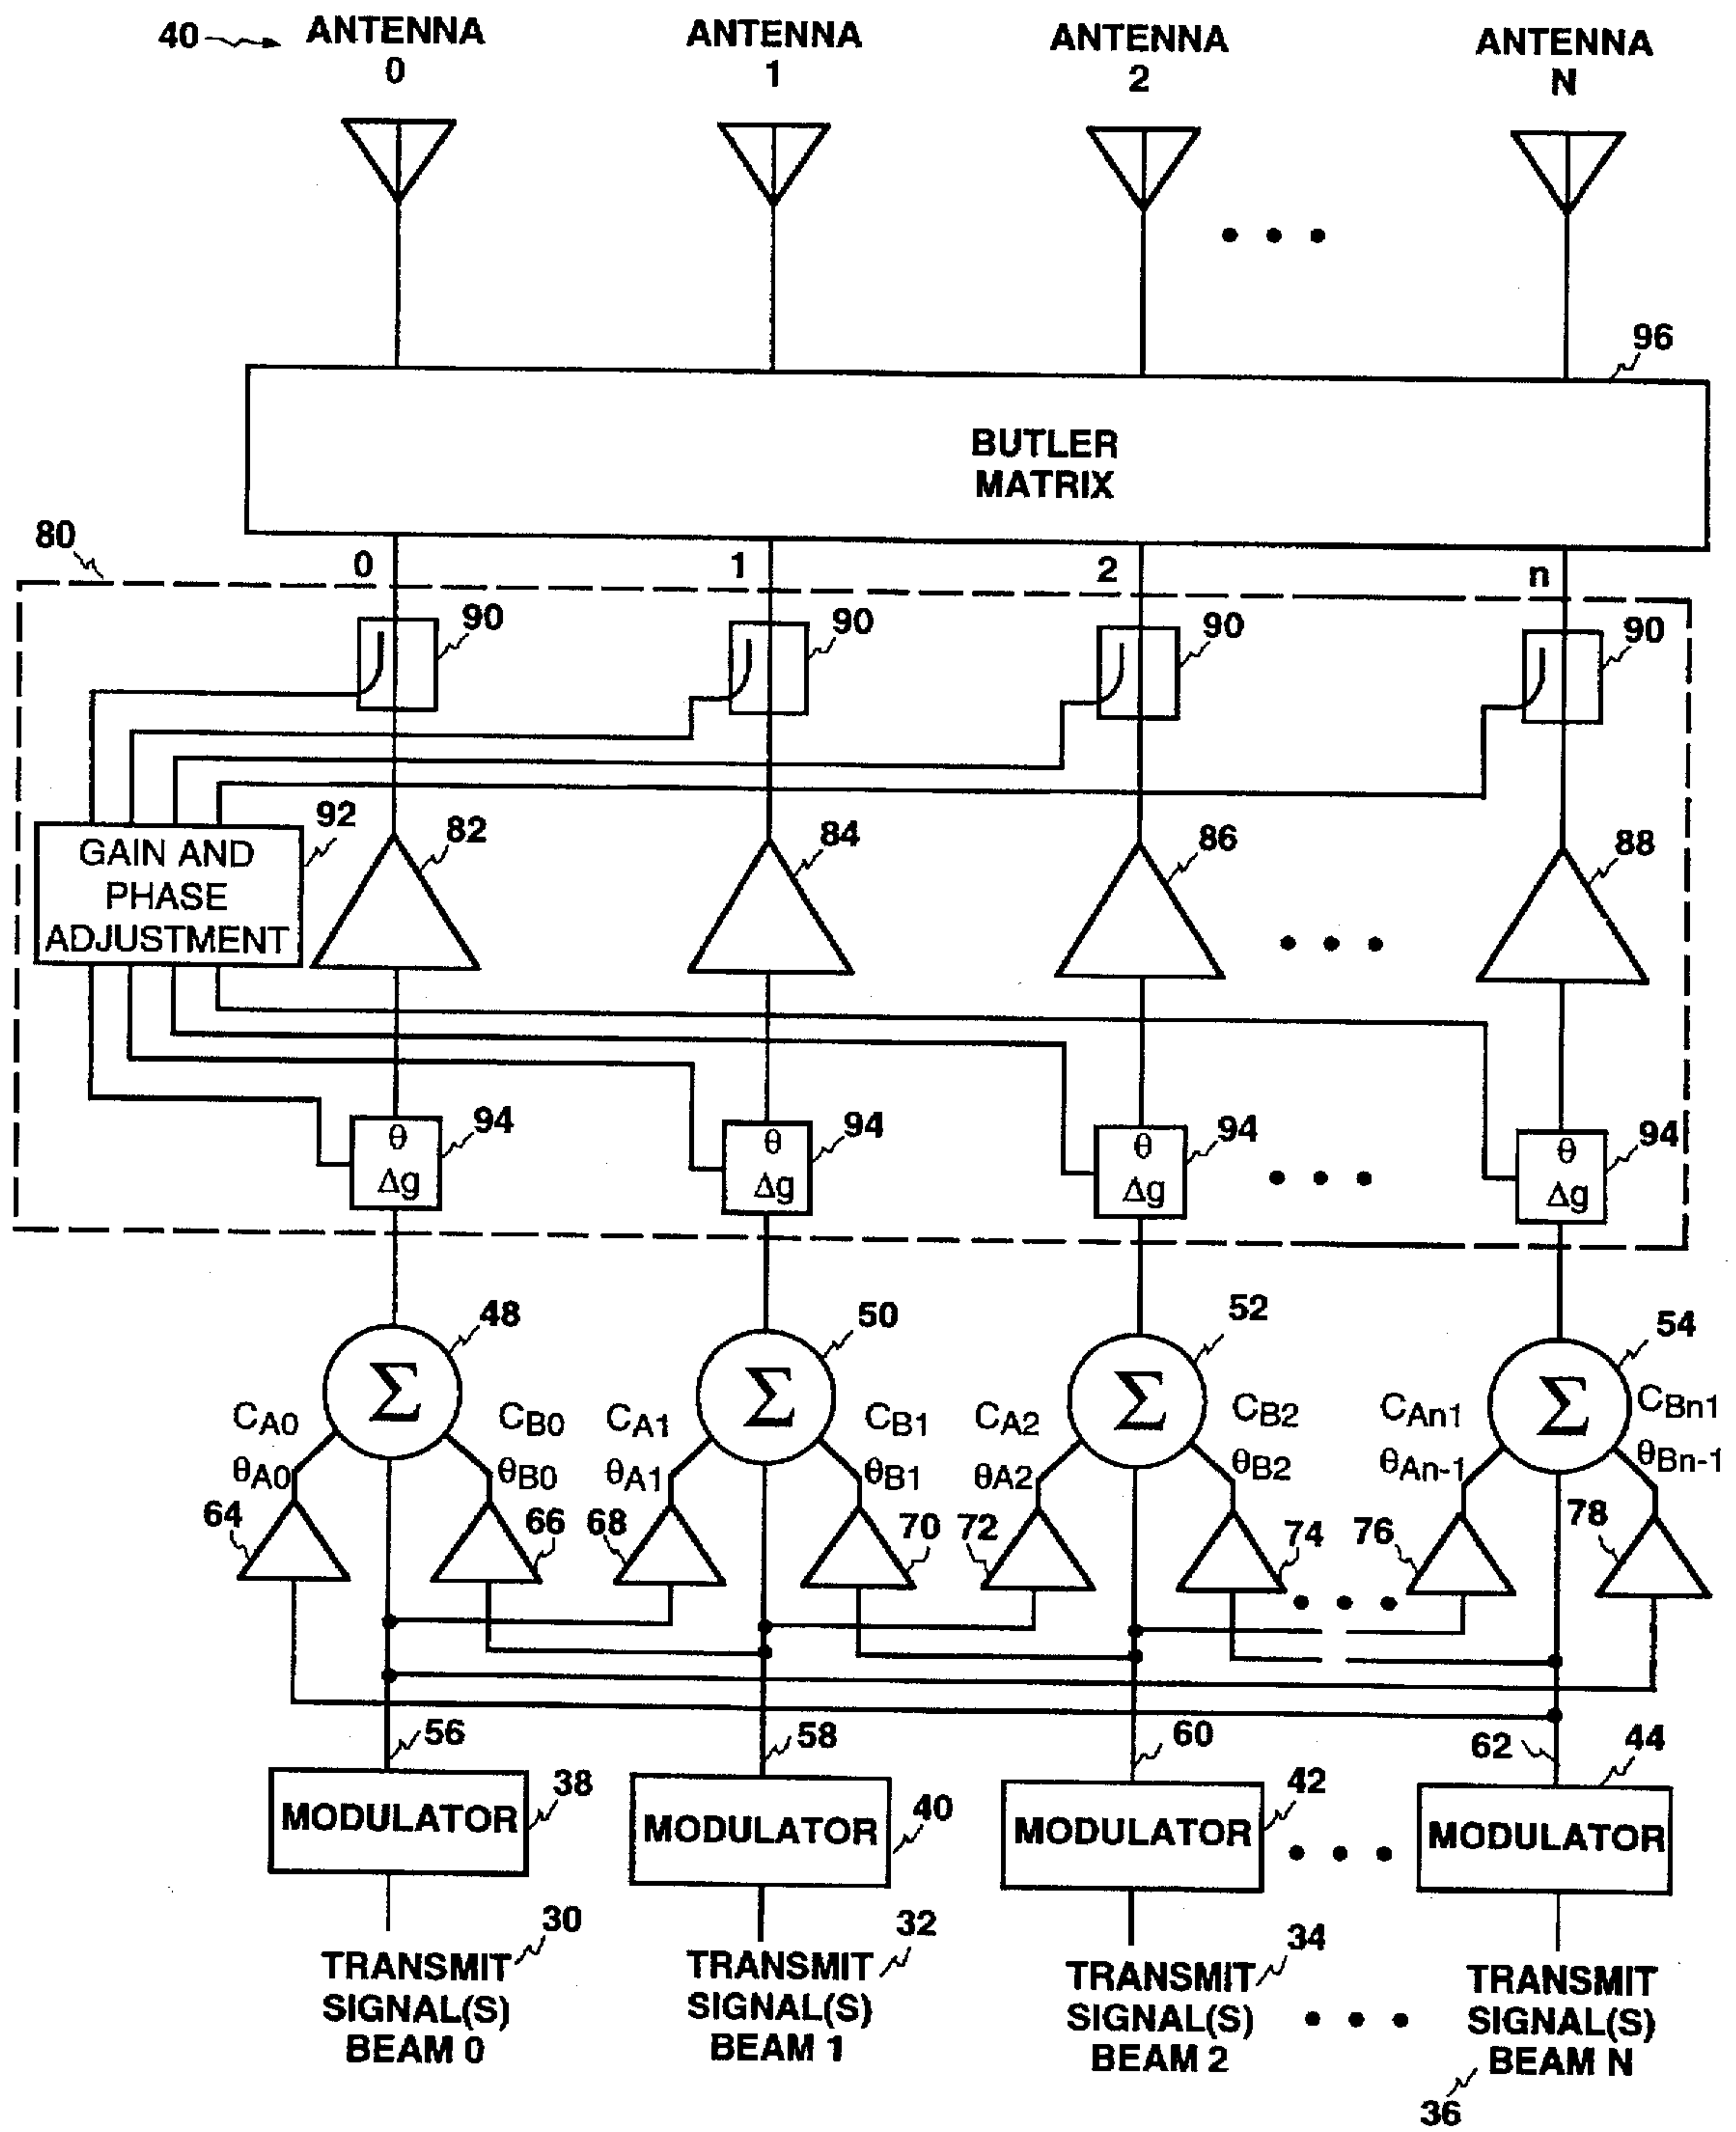 40
ANTENNA
0
ANTENNA
1
ANTENNA
2
ANTENNA
N
96
BUTLER
MATRIX
80
0
1
2
n
90
90
90
90
92
GAIN AND
PHASE
ADJUSTMENT
82
84
86
88
θ
Δg
94
θ
Δg
94
θ
Δg
94
θ
Δg
94
48
50
52
54
Σ
Σ
Σ
Σ
CA0
CB0
CA1
CB1
CA2
CB2
CAn1
CBn1
θA0
θB0
θA1
θB1
θA2
θB2
θAn-1
θBn-1
64
66
68
70
72
74
76
78
56
58
60
62
MODULATOR
38
MODULATOR
40
MODULATOR
42
MODULATOR
44
30
TRANSMIT
SIGNAL(S)
BEAM 0
32
TRANSMIT
SIGNAL(S)
BEAM 1
34
TRANSMIT
SIGNAL(S)
BEAM 2
TRANSMIT
SIGNAL(S)
BEAM N
36